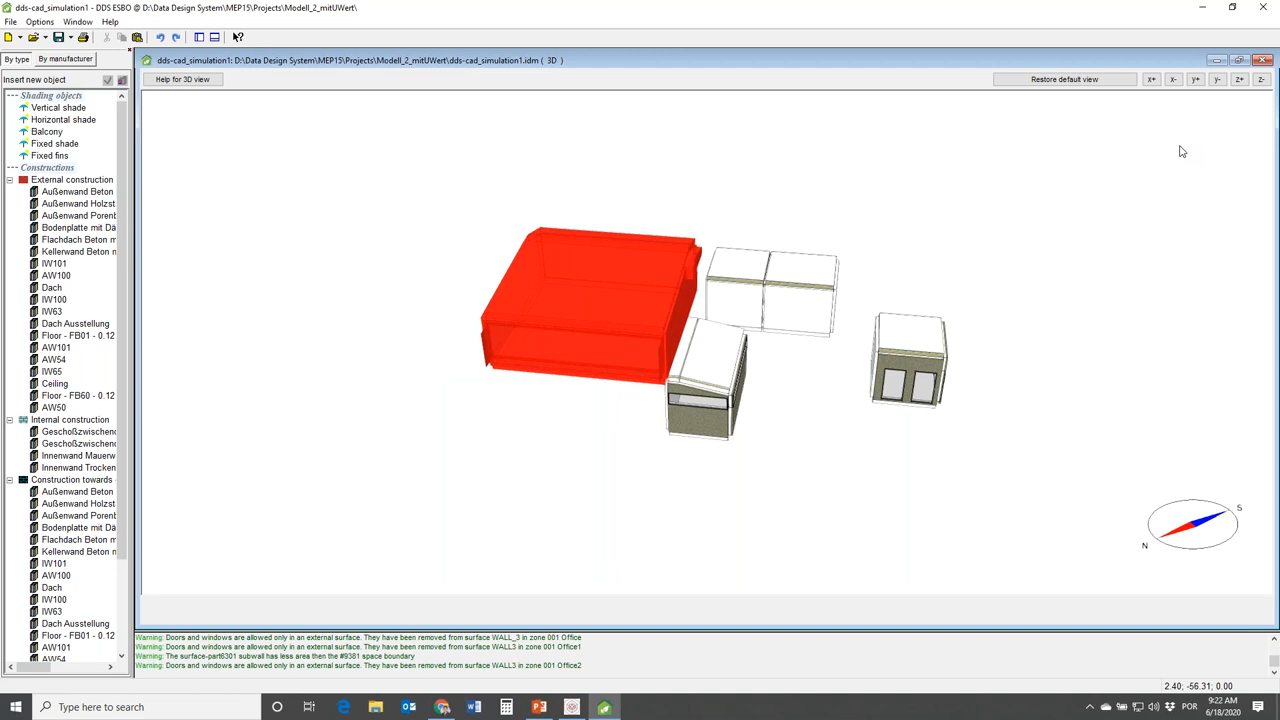 dds-cad_simulation1 - DDS ESBO @ D:\Data Design System\MEP15\Projects\Modell_2_mitUWert\
File Options Window Help
By type By manufacturer
dds-cad_simulation1: D:\Data Design System\MEP15\Projects\Modell_2_mitUWert\dds-cad_simulation1.idm ( 3D )
Insert new object
Help for 3D view
Restore default view
x+ x- y+ y- z+ z-
Shading objects
Vertical shade
Horizontal shade
Balcony
Fixed shade
Fixed fins
Constructions
External construction
Außenwand Beton
Außenwand Holzst
Außenwand Porenb
Bodenplatte mit Dä
Flachdach Beton m
Kellerwand Beton m
IW101
AW100
Dach
IW100
IW63
Dach Ausstellung
Floor - FB01 - 0.12
AW101
AW54
IW65
Ceiling
Floor - FB60 - 0.12
AW50
Internal construction
Geschoßzwischend
Geschoßzwischend
Innenwand Mauerw
Innenwand Trocken
Construction towards
Außenwand Beton
Außenwand Holzst
Außenwand Porenb
Bodenplatte mit Dä
Flachdach Beton m
Kellerwand Beton m
IW101
AW100
Dach
IW100
IW63
Dach Ausstellung
Floor - FB01 - 0.12
AW101
AW54
S
N
Warning: Doors and windows are allowed only in an external surface. They have been removed from surface WALL_3 in zone 001 Office
Warning: Doors and windows are allowed only in an external surface. They have been removed from surface WALL3 in zone 001 Office1
Warning: The surface-part6301 subwall has less area then the #9381 space boundary
Warning: Doors and windows are allowed only in an external surface. They have been removed from surface WALL3 in zone 001 Office2
2.40; -56.31; 0.00
Type here to search
POR
9:22 AM
6/18/2020